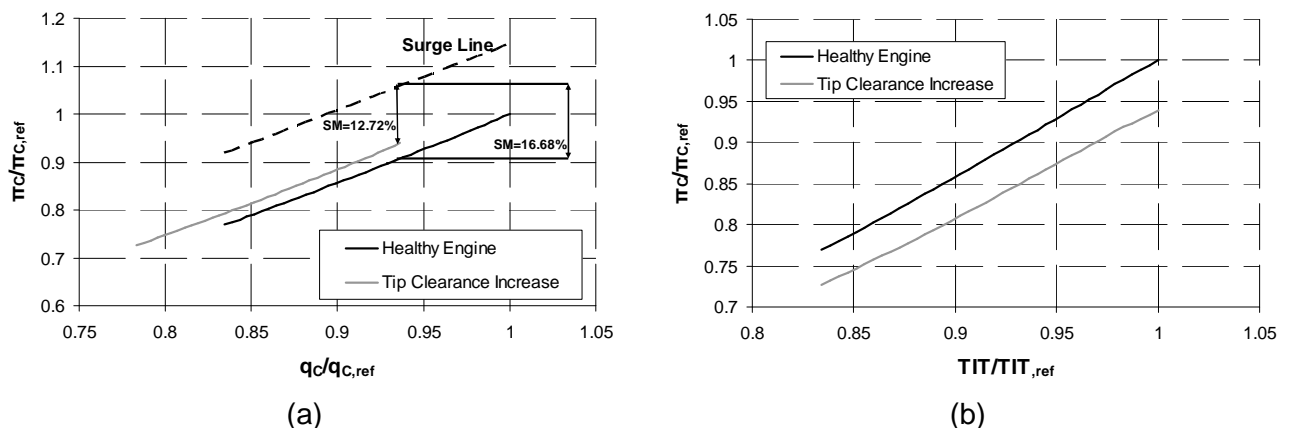 1.2
1.1
1
0.9
0.8
0.7
0.6
πC/πC,ref
Surge Line
SM=12.72%
SM=16.68%
Healthy Engine
Tip Clearance Increase
0.75 0.8 0.85 0.9 0.95 1 1.05
qC/qC,ref
(a)
1.05
1
0.95
0.9
0.85
0.8
0.75
0.7
πC/πC,ref
Healthy Engine
Tip Clearance Increase
0.8 0.85 0.9 0.95 1 1.05
TIT/TIT,ref
(b)